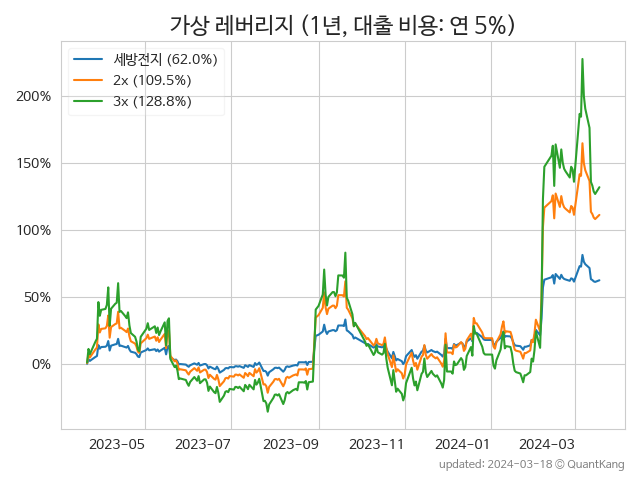 가상 레버리지 (1년, 대출 비용: 연 5%)
세방전지 (62.0%)
2x (109.5%)
3x (128.8%)
200%
150%
100%
50%
0%
2023-05 2023-07 2023-09 2023-11 2024-01 2024-03
updated: 2024-03-18 © QuantKang